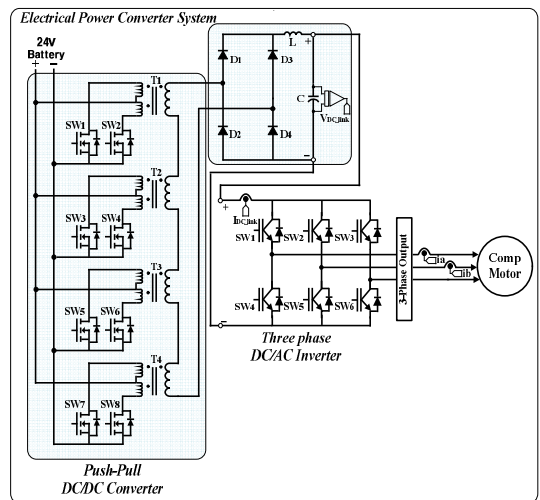 Electrical Power Converter System
24V
Battery
+ -
T1
SW1 SW2
T2
SW3 SW4
T3
SW5 SW6
T4
SW7 SW8
Push-Pull
DC/DC Converter
D1 D3
L +
C
VDC_link
D2 D4
-
+
IDC_link
SW1 SW2 SW3
SW4 SW5 SW6
-
Three phase
DC/AC Inverter
3-Phase Output
ia
ib
Comp
Motor